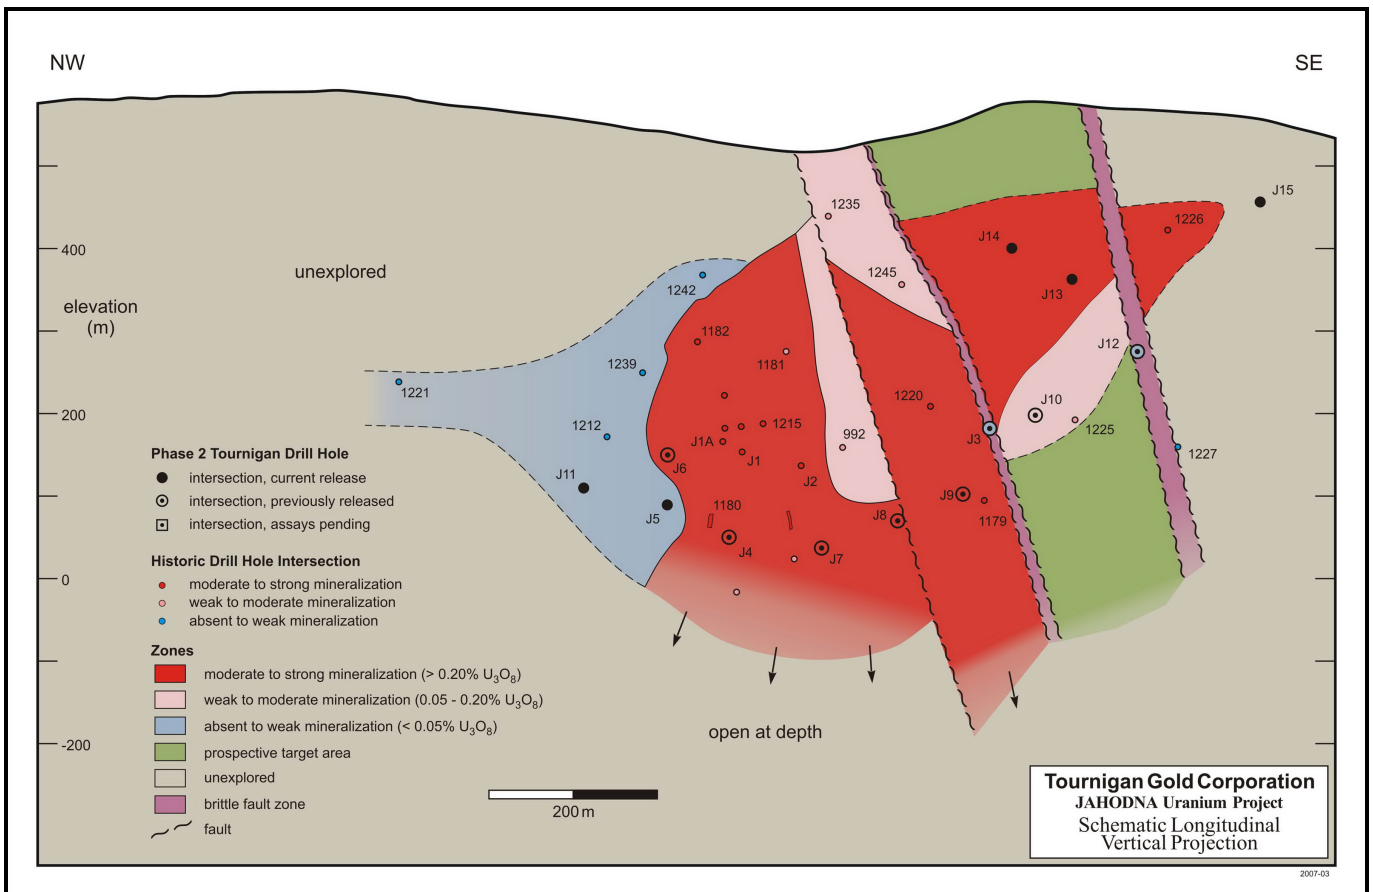 NW
SE
J15
1235
1226
J14
400
1245
unexplored
J13
1242
elevation
(m)
1182
J12
1239
1181
1221
1220
J10
200
1212
1215
992
J3
1225
J1A
J1
1227
Phase 2 Tournigan Drill Hole
J11
J6
J2
intersection, current release
J9
intersection, previously released
1180
J5
J8
1179
intersection, assays pending
J4
J7
Historic Drill Hole Intersection
0
moderate to strong mineralization
weak to moderate mineralization
absent to weak mineralization
Zones
moderate to strong mineralization (> 0.20% U3O8)
weak to moderate mineralization (0.05 - 0.20% U3O8)
absent to weak mineralization (< 0.05% U3O8)
open at depth
-200
prospective target area
unexplored
brittle fault zone
fault
200 m
Tournigan Gold Corporation
JAHODNA Uranium Project
Schematic Longitudinal
Vertical Projection
2007-03